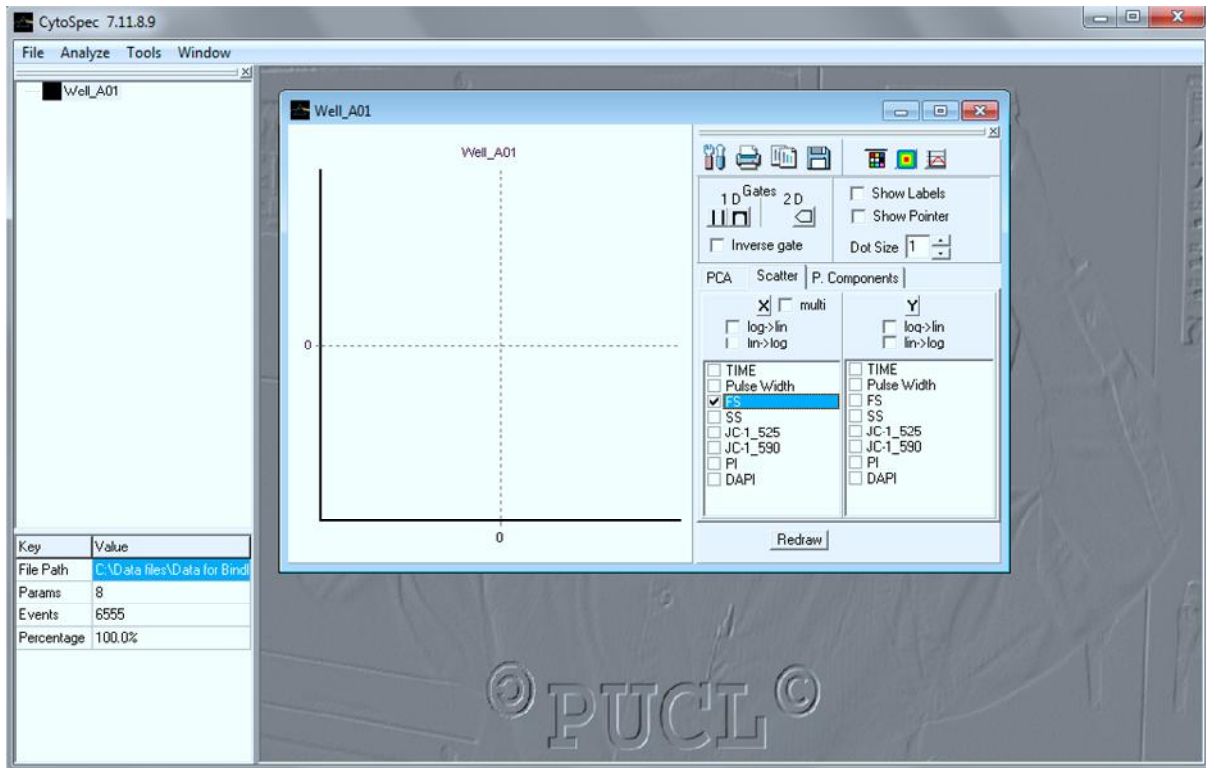 CytoSpec 7.11.8.9
File Analyze Tools Window
Well_A01
Well_A01
Well_A01
0
0
Gates
1 D 2 D
Inverse gate
Show Labels
Show Pointer
Dot Size 1
PCA Scatter P. Components
X multi
log->lin
lin->log
Y
log->lin
lin->log
TIME
Pulse Width
FS
SS
JC-1_525
JC-1_590
PI
DAPI
TIME
Pulse Width
FS
SS
JC-1_525
JC-1_590
PI
DAPI
Redraw
Key Value
File Path C:\Data files\Data for Bindl
Params 8
Events 6555
Percentage 100.0%
© PUCL ©